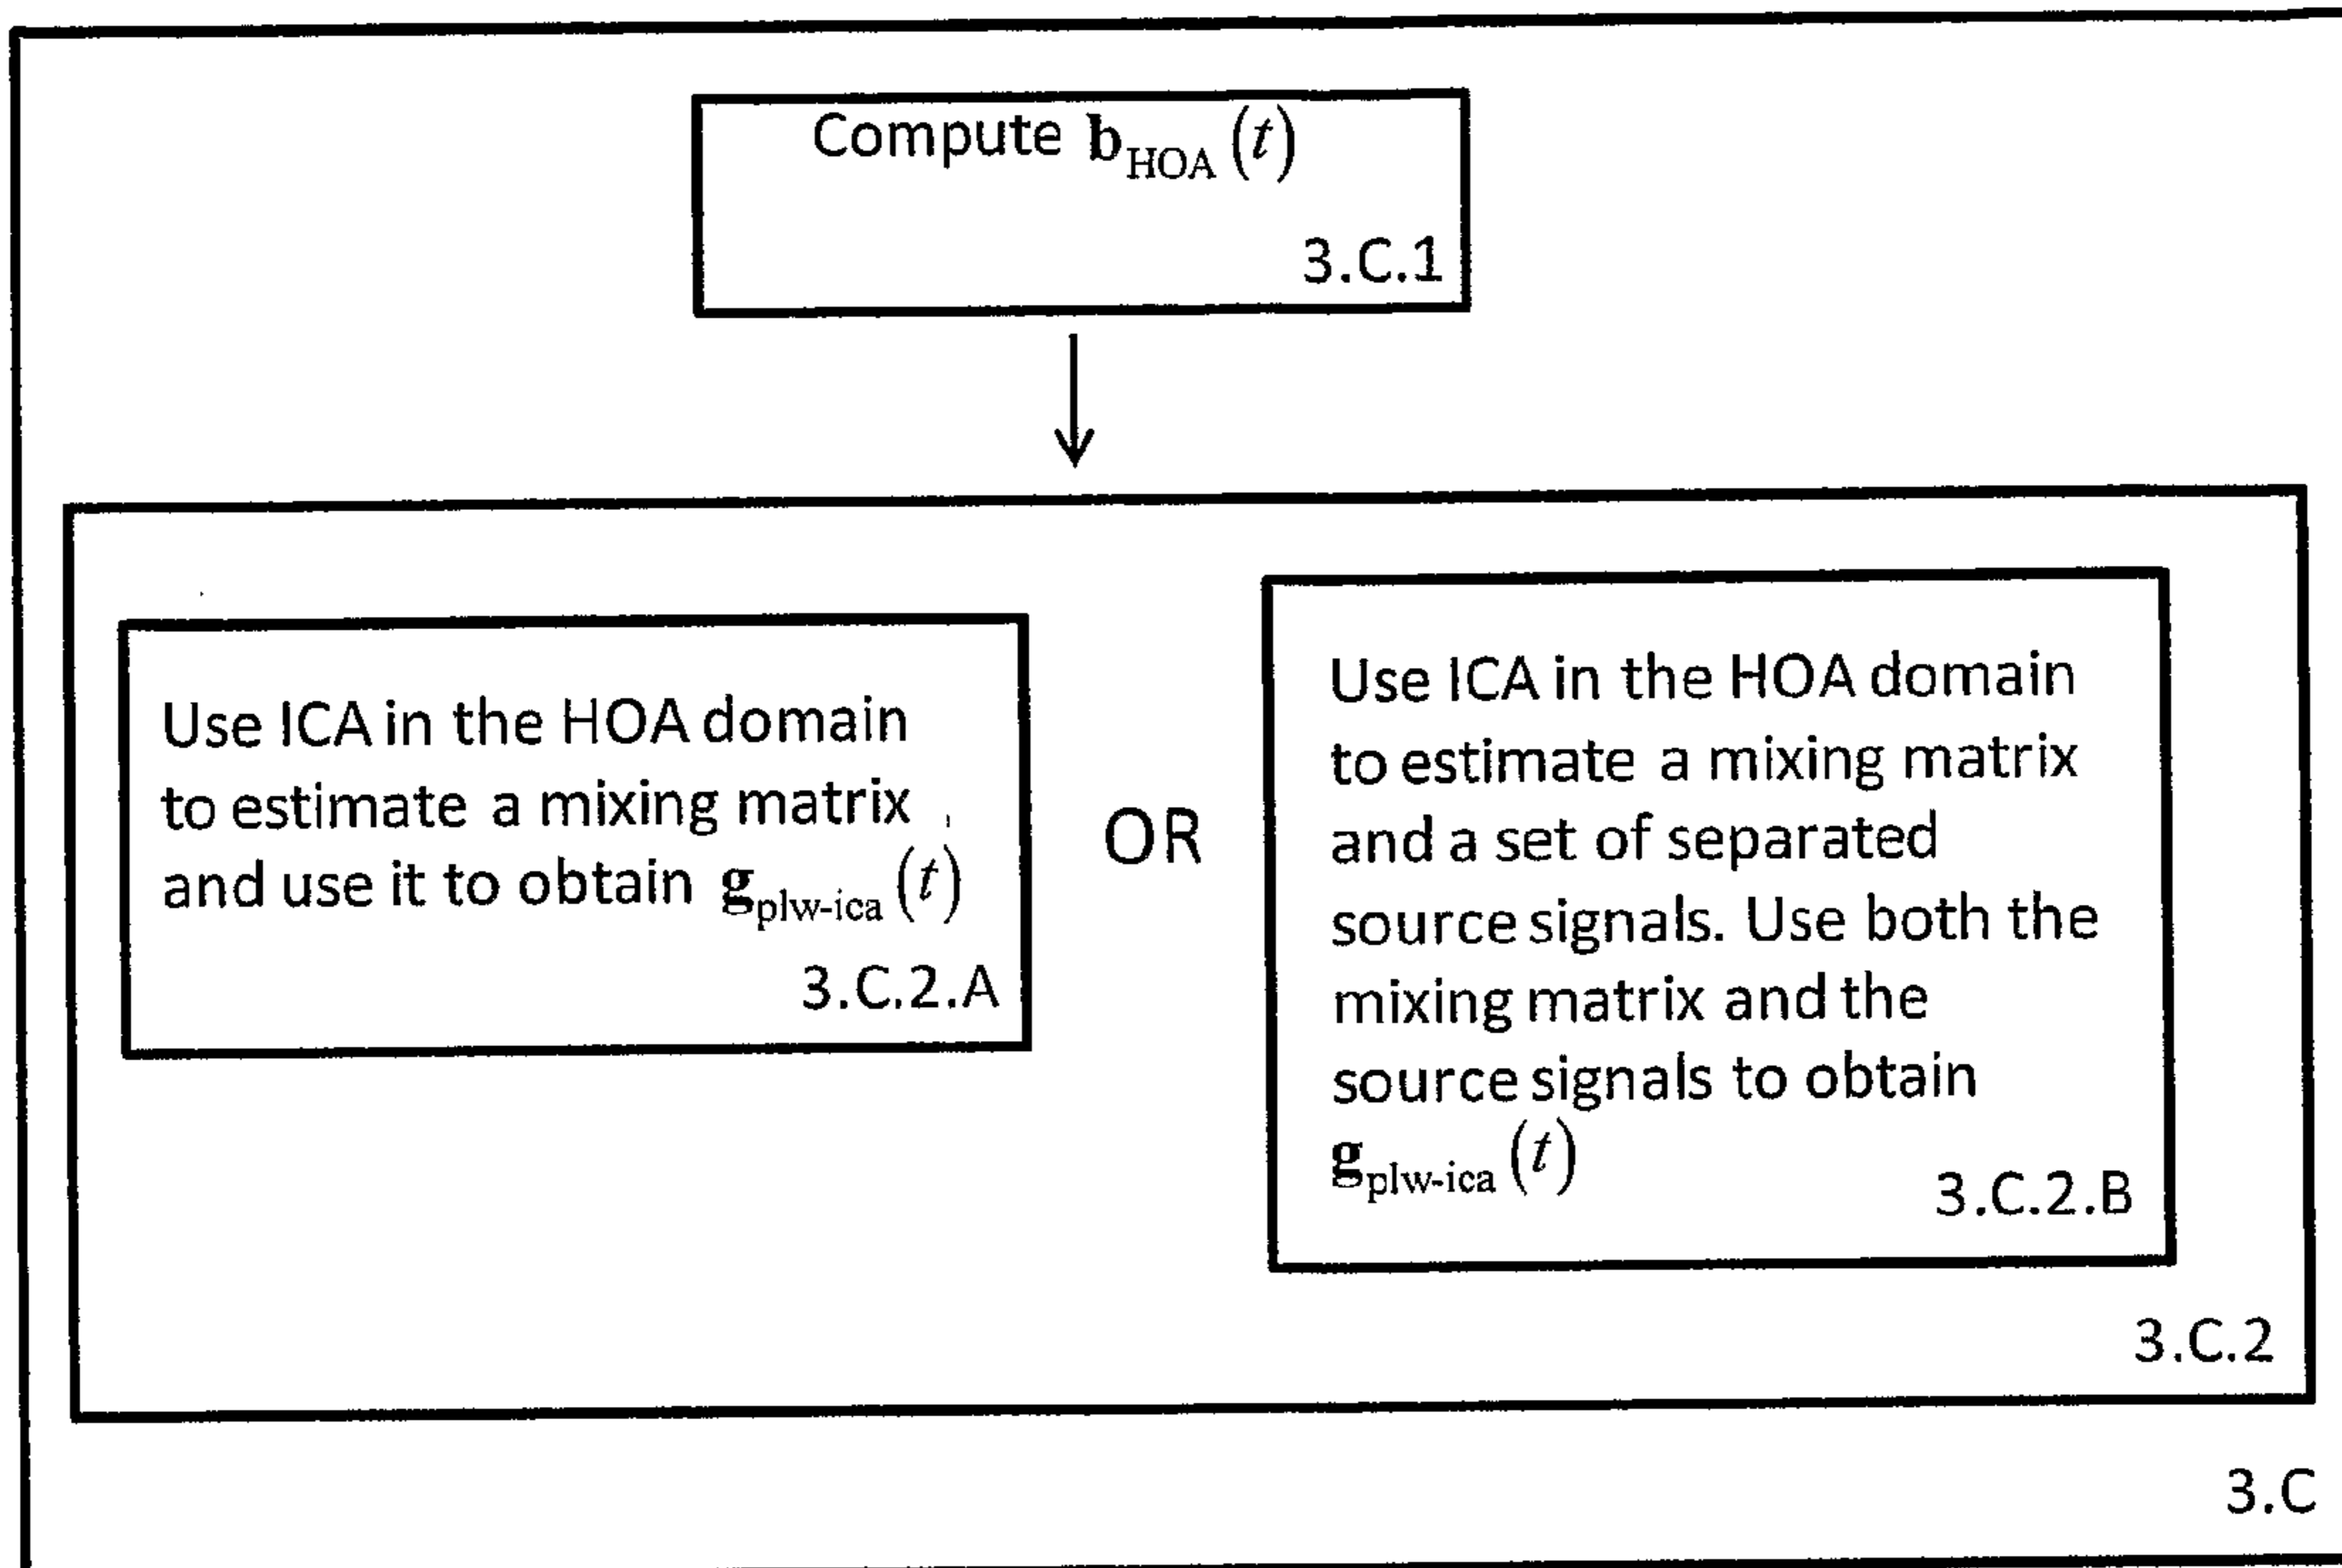 Compute b_HOA (t)
3.C.1
Use ICA in the HOA domain
to estimate a mixing matrix
and use it to obtain g_plw-ica (t)
3.C.2.A
OR
Use ICA in the HOA domain
to estimate a mixing matrix
and a set of separated
source signals. Use both the
mixing matrix and the
source signals to obtain
g_plw-ica (t)
3.C.2.B
3.C.2
3.C